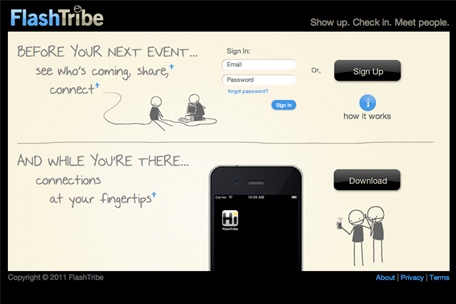 FlashTribe
Show up. Check in. Meet people.
BEFORE YOUR NEXT EVENT...
see who's coming, share,+
connect+
Sign In:
Email
Password
forgot password?
Sign in
Or,
Sign Up
i
how it works
AND WHILE YOU'RE THERE...
connections
at your fingertips+
10:09 AM
Hi
FlashTribe
Download
Copyright © 2011 FlashTribe
About | Privacy | Terms